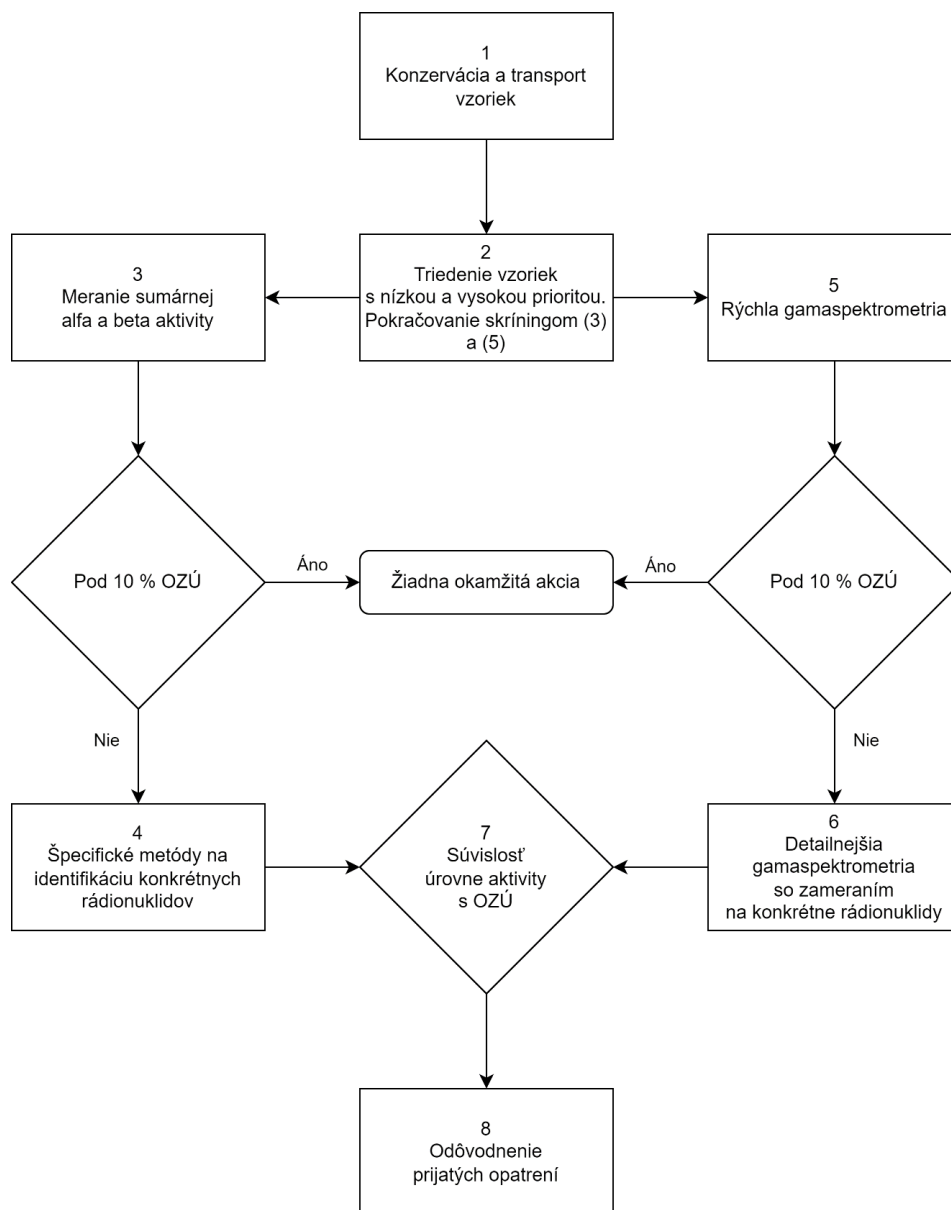 1
Konzervácia a transport
vzoriek
3
Meranie sumárnej
alfa a beta aktivity
2
Triedenie vzoriek
s nízkou a vysokou prioritou.
Pokračovanie skríningom (3)
a (5)
5
Rýchla gamaspektrometria
Pod 10 % OZÚ
Áno
Žiadna okamžitá akcia
Áno
Pod 10 % OZÚ
Nie
Nie
4
Špecifické metódy na
identifikáciu konkrétnych
rádionuklidov
7
Súvislosť
úrovne aktivity
s OZÚ
6
Detailnejšia
gamaspektrometria
so zameraním
na konkrétne rádionuklidy
8
Odôvodnenie
prijatých opatrení